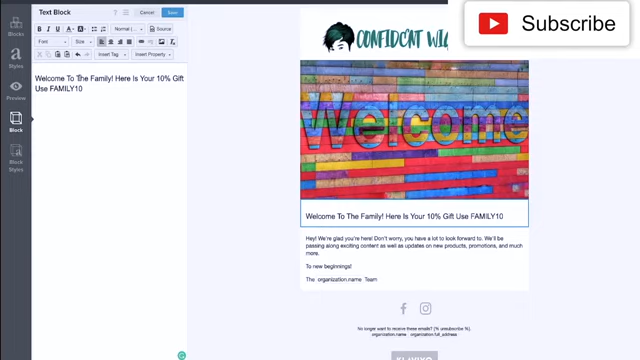 Text Block
Cancel
Save
Normal (...
Source
Font
Size
Insert Tag
Insert Property
Blocks
Styles
Preview
Block
Block
Styles
Welcome To The Family! Here Is Your 10% Gift
Use FAMILY10
Subscribe
CONFIDCAT WIG
Welcome
Welcome To The Family! Here Is Your 10% Gift Use FAMILY10
Hey! We're glad you're here! Don't worry, you have a lot to look forward to. We'll be
passing along exciting content as well as updates on new products, promotions, and much
more.
To new beginnings!
The organization.name Team
No longer want to receive these emails? {% unsubscribe %}.
organization.name organization.full_address